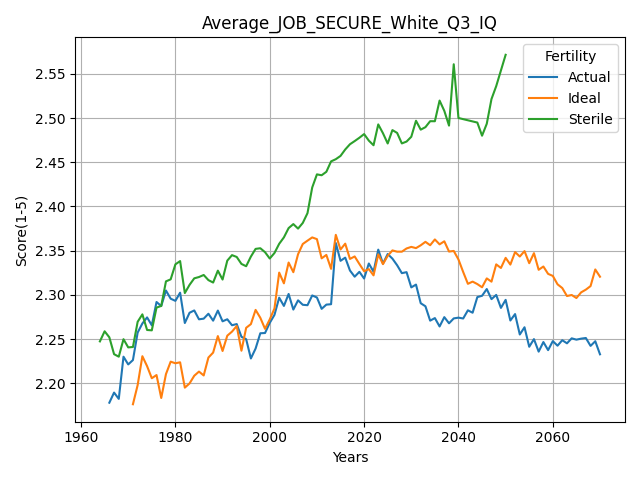 Average_JOB_SECURE_White_Q3_IQ
Fertility
Actual
Ideal
Sterile
Score(1-5)
2.55
2.50
2.45
2.40
2.35
2.30
2.25
2.20
1960 1980 2000 2020 2040 2060
Years